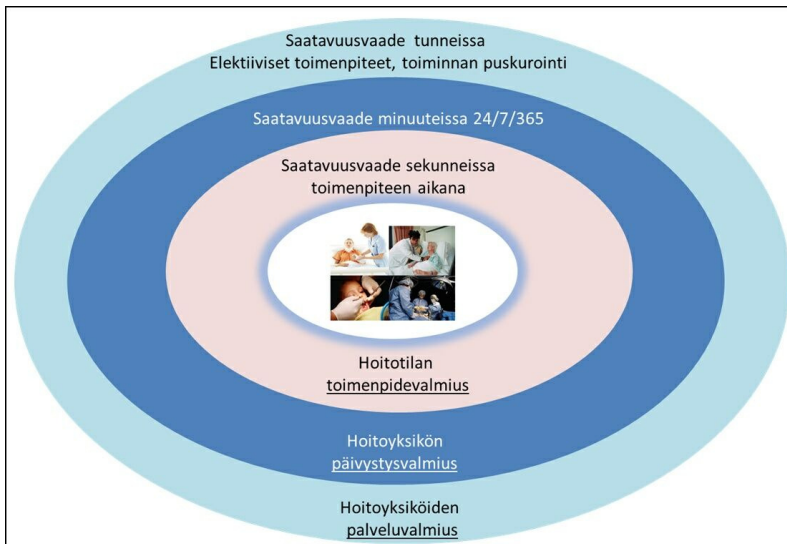 Saatavuusvaade tunneissa
Elektiiviset toimenpiteet, toiminnan puskurointi
Saatavuusvaade minuuteissa 24/7/365
Saatavuusvaade sekunneissa
toimenpiteen aikana
Hoitotilan
toimenpidevalmius
Hoitoyksikön
päivystysvalmius
Hoitoyksiköiden
palveluvalmius